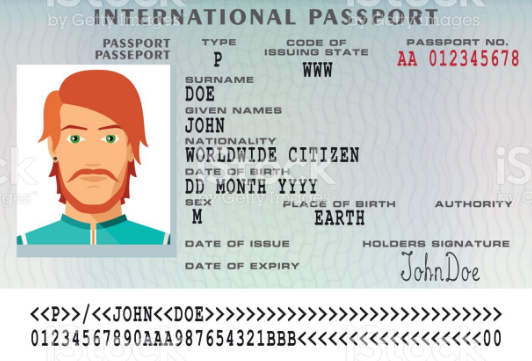 INTERNATIONAL PASSPORT
PASSPORT
PASSEPORT
TYPE
P
CODE OF
ISSUING STATE
WWW
PASSPORT NO.
AA 012345678
SURNAME
DOE
GIVEN NAMES
JOHN
NATIONALITY
WORLDWIDE CITIZEN
DATE OF BIRTH
DD MONTH YYYY
SEX
M
PLACE OF BIRTH
EARTH
AUTHORITY
DATE OF ISSUE
HOLDERS SIGNATURE
DATE OF EXPIRY
JohnDoe
<<P>>/<<JOHN<<DOE>>>>>>>>>>>>>>>>>>>>>>>>>>>>
01234567890AAA987654321BBB<<<<<<<<<<<<<<<<<<00
iStock
by Getty Images